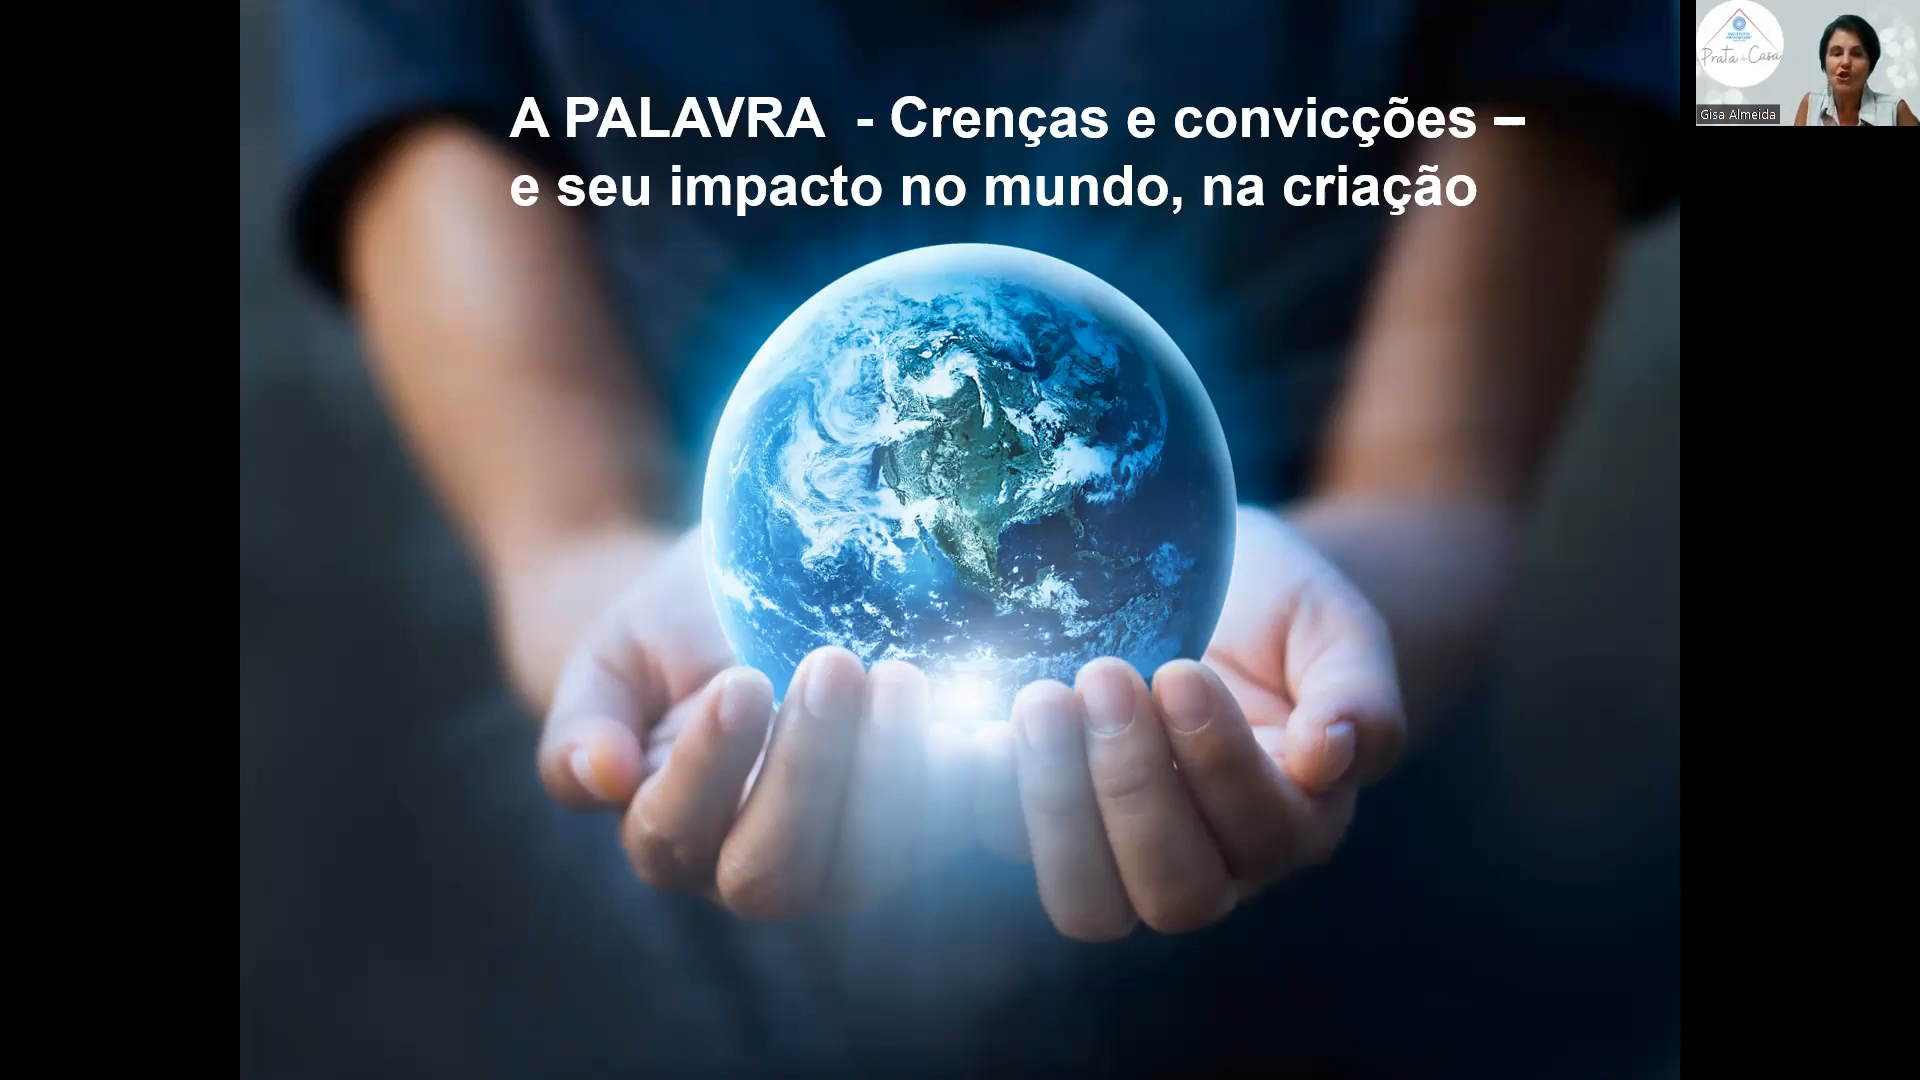 A PALAVRA  - Crenças e convicções –
e seu impacto no mundo, na criação
Prata da Casa
Gisa Almeida